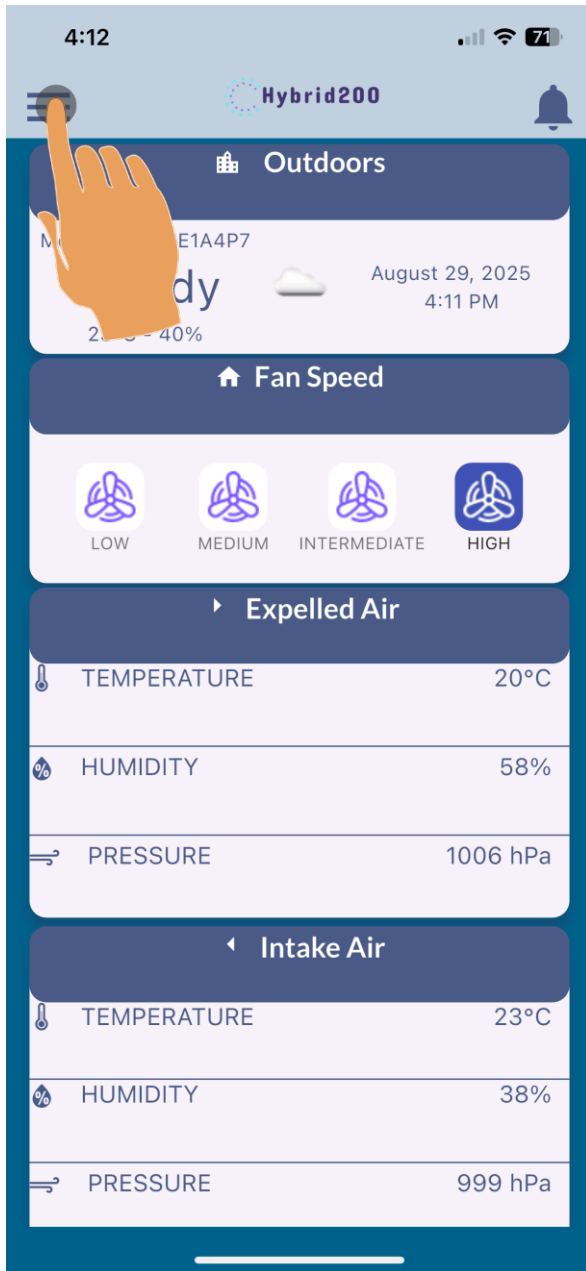 4:12
71
Hybrid200
Outdoors
E1A4P7
August 29, 2025
4:11 PM
40%
Fan Speed
LOW MEDIUM INTERMEDIATE HIGH
Expelled Air
TEMPERATURE 20°C
% HUMIDITY 58%
PRESSURE 1006 hPa
Intake Air
TEMPERATURE 23°C
% HUMIDITY 38%
PRESSURE 999 hPa